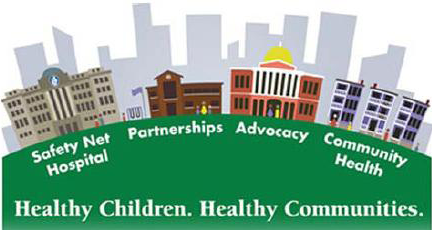 Safety Net
Hospital
Partnerships
Advocacy
Community
Health
Healthy Children. Healthy Communities.